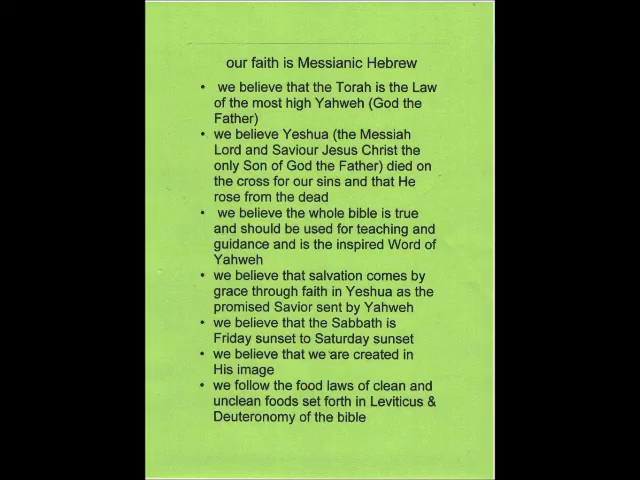 our faith is Messianic Hebrew
• we believe that the Torah is the Law
of the most high Yahweh (God the
Father)
• we believe Yeshua (the Messiah
Lord and Saviour Jesus Christ the
only Son of God the Father) died on
the cross for our sins and that He
rose from the dead
• we believe the whole bible is true
and should be used for teaching and
guidance and is the inspired Word of
Yahweh
• we believe that salvation comes by
grace through faith in Yeshua as the
promised Savior sent by Yahweh
• we believe that the Sabbath is
Friday sunset to Saturday sunset
• we believe that we are created in
His image
• we follow the food laws of clean and
unclean foods set forth in Leviticus &
Deuteronomy of the bible